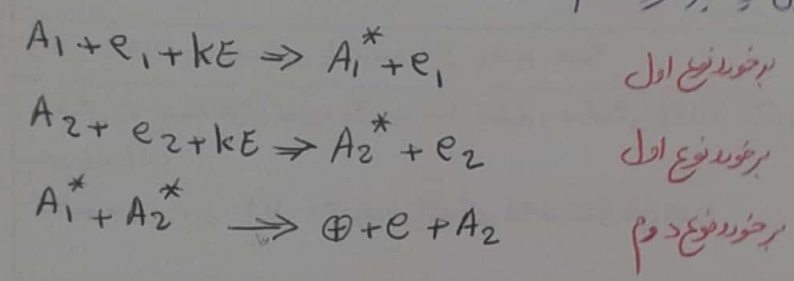 A₁ + e₁ + kE ⇒ A₁* + e₁ برخورد نوع اول
A₂ + e₂ + kE ⇒ A₂* + e₂ برخورد نوع اول
A₁* + A₂* → ⊕ + e + A₂ برخورد نوع دوم